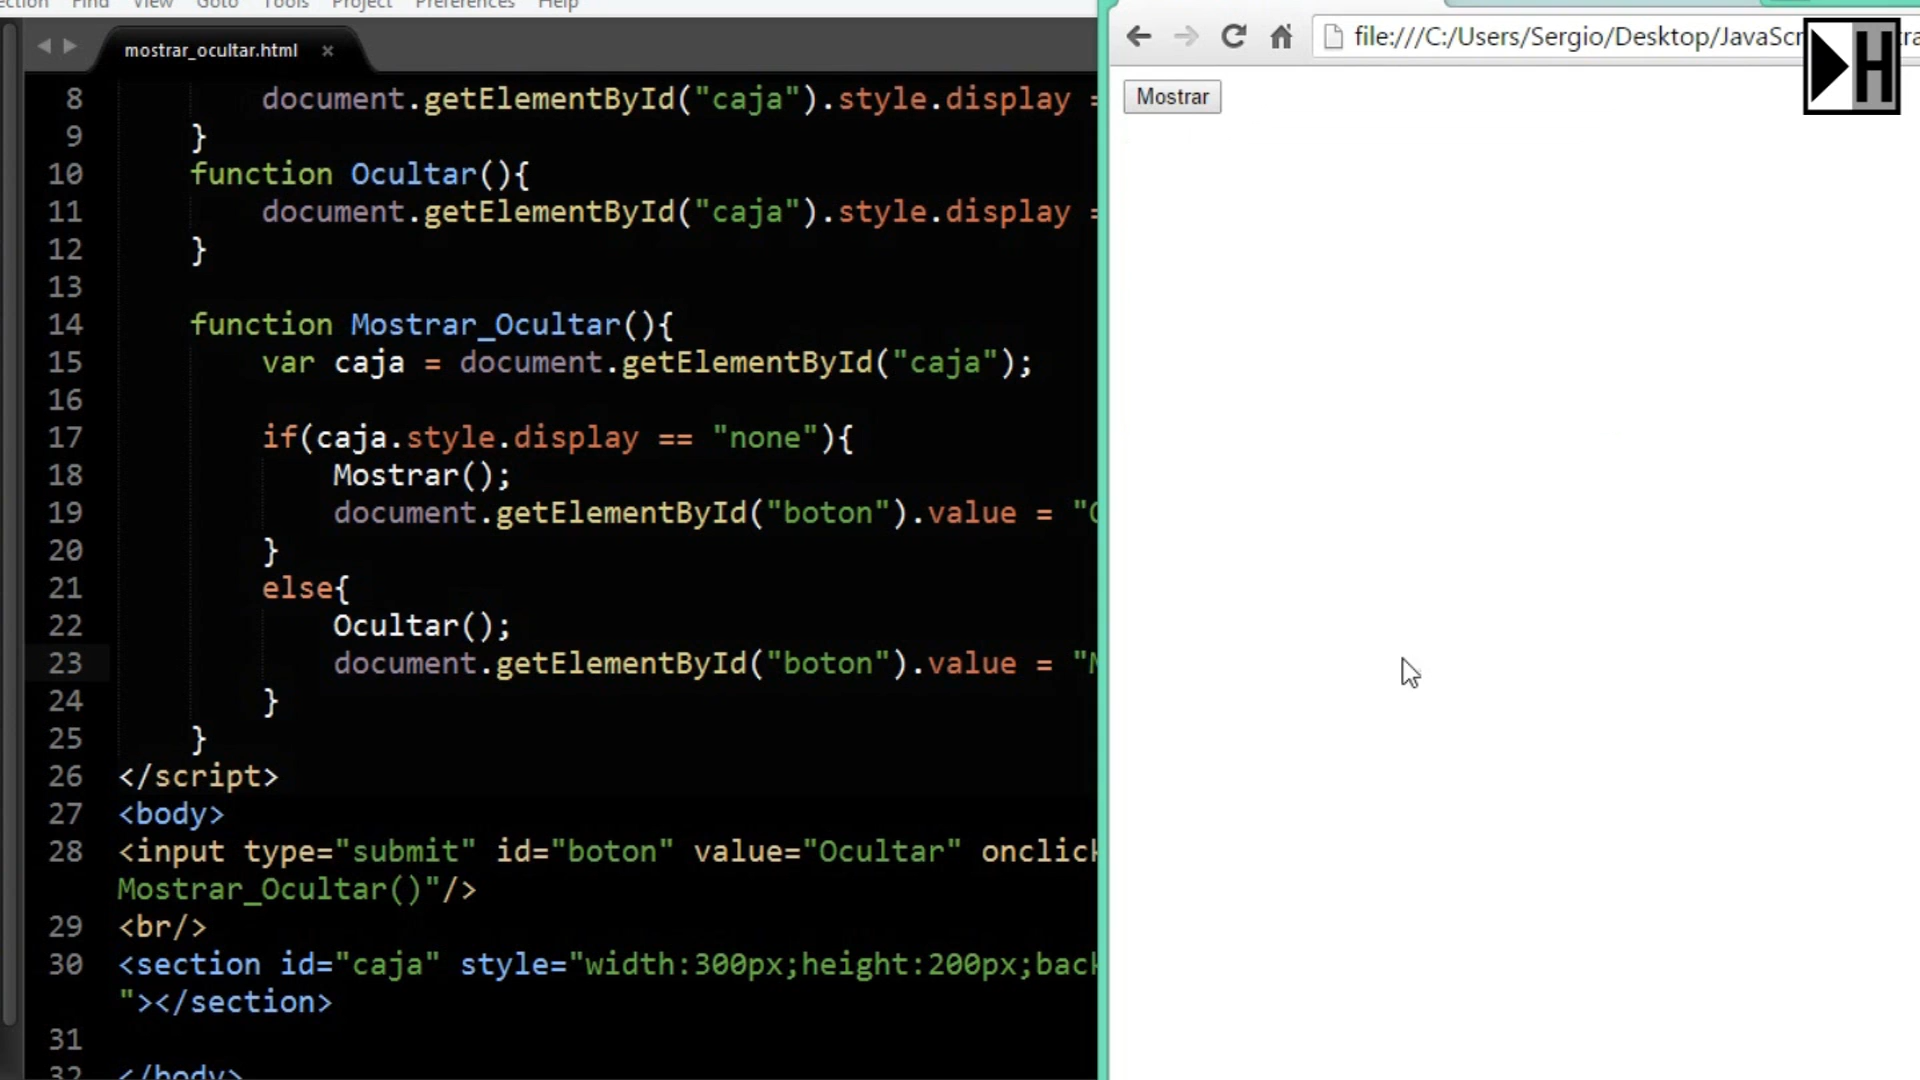 Find View Goto Tools Project Preferences Help
mostrar_ocultar.html ×
file:///C:/Users/Sergio/Desktop/JavaScr
H
Mostrar
8 document.getElementById("caja").style.display =
9 }
10 function Ocultar(){
11 document.getElementById("caja").style.display =
12 }
13
14 function Mostrar_Ocultar(){
15 var caja = document.getElementById("caja");
16
17 if(caja.style.display == "none"){
18 Mostrar();
19 document.getElementById("boton").value = "
20 }
21 else{
22 Ocultar();
23 document.getElementById("boton").value = "
24 }
25 }
26 </script>
27 <body>
28 <input type="submit" id="boton" value="Ocultar" onclick
Mostrar_Ocultar()"/>
29 <br/>
30 <section id="caja" style="width:300px;height:200px;back
"></section>
31
32 </body>